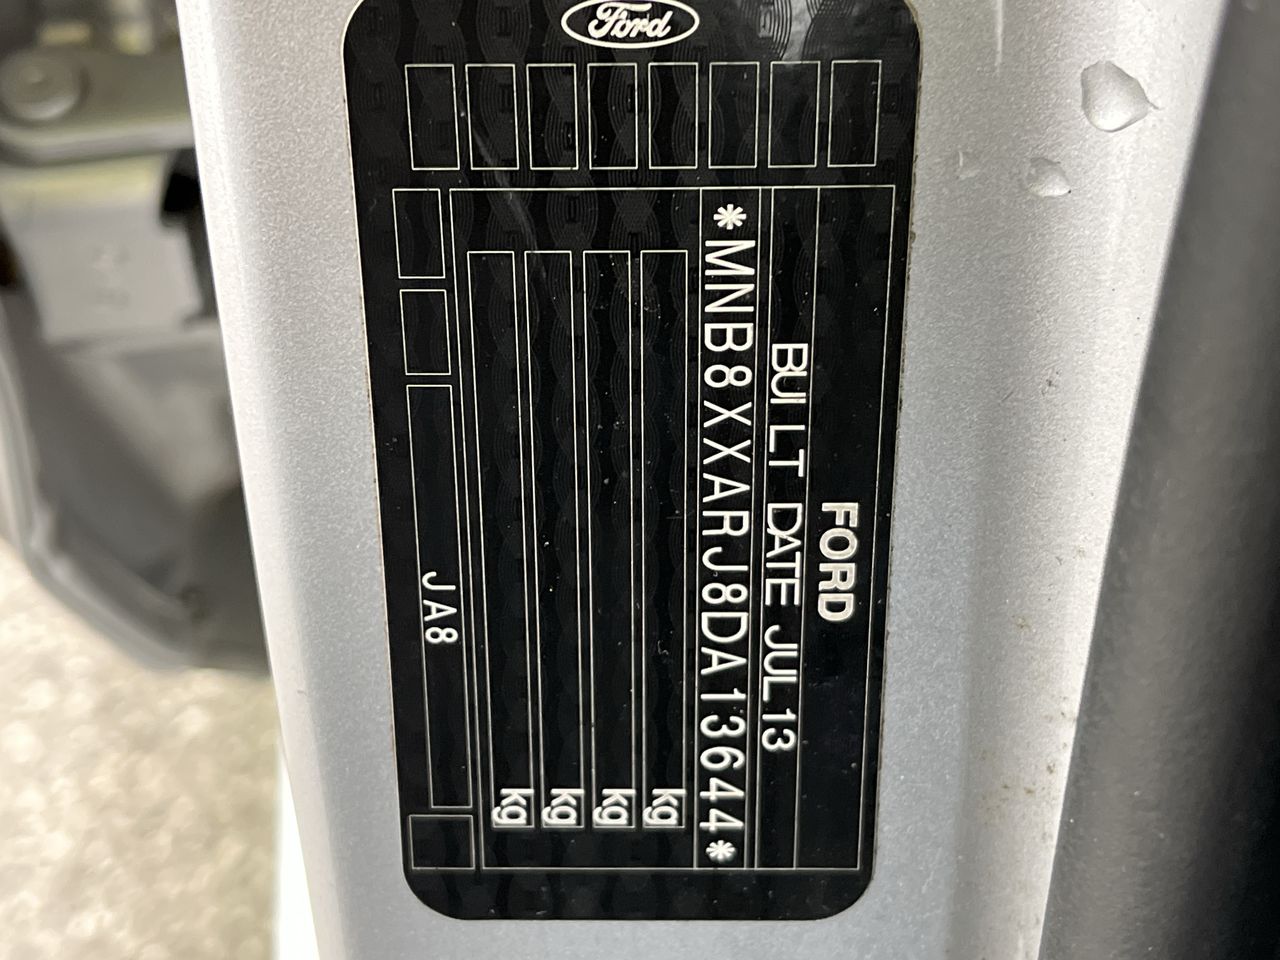 Ford
FORD
BUILT DATE JUL 13
*MNB8XXARJ8DA13644*
kg
kg
kg
kg
JA8